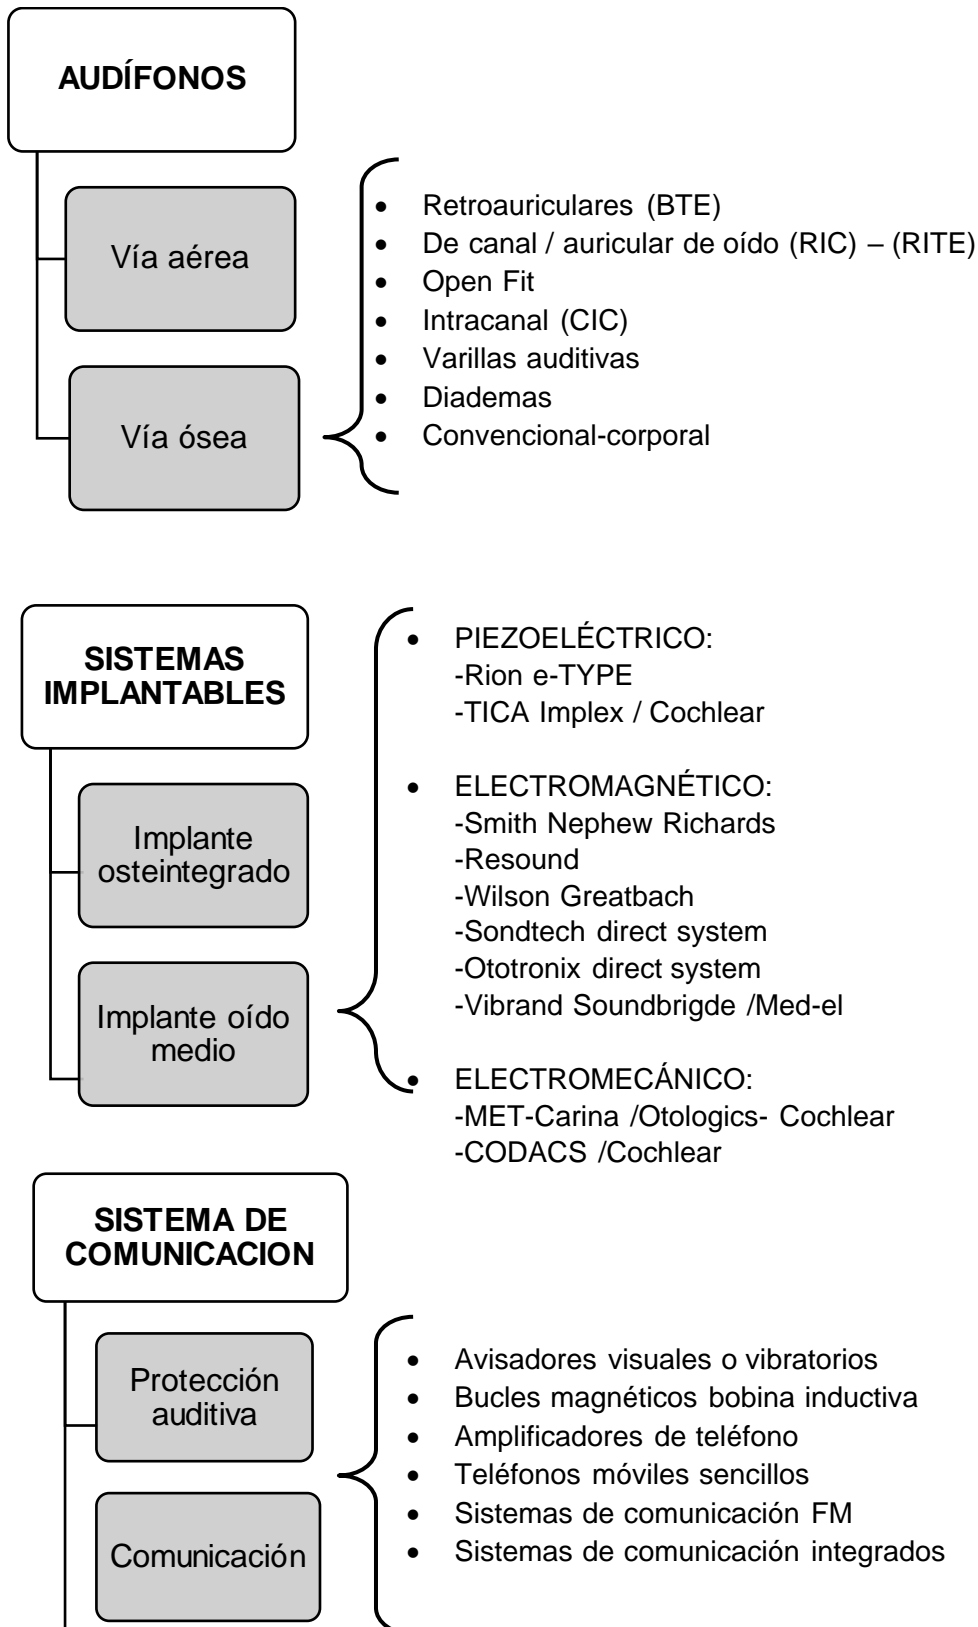 AUDÍFONOS
Vía aérea
Vía ósea
• Retroauriculares (BTE)
• De canal / auricular de oído (RIC) – (RITE)
• Open Fit
• Intracanal (CIC)
• Varillas auditivas
• Diademas
• Convencional-corporal
SISTEMAS
IMPLANTABLES
Implante
osteintegrado
Implante oído
medio
• PIEZOELÉCTRICO:
-Rion e-TYPE
-TICA Implex / Cochlear
• ELECTROMAGNÉTICO:
-Smith Nephew Richards
-Resound
-Wilson Greatbach
-Sondtech direct system
-Ototronix direct system
-Vibrand Soundbrigde /Med-el
• ELECTROMECÁNICO:
-MET-Carina /Otologics- Cochlear
-CODACS /Cochlear
SISTEMA DE
COMUNICACION
Protección
auditiva
Comunicación
• Avisadores visuales o vibratorios
• Bucles magnéticos bobina inductiva
• Amplificadores de teléfono
• Teléfonos móviles sencillos
• Sistemas de comunicación FM
• Sistemas de comunicación integrados